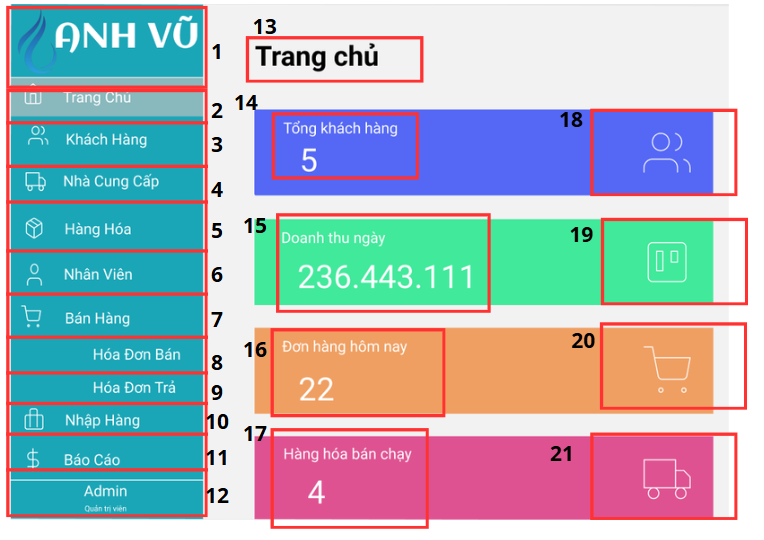 ANH VŨ
1
Trang Chủ
2
Khách Hàng
3
Nhà Cung Cấp
4
Hàng Hóa
5
Nhân Viên
6
Bán Hàng
7
Hóa Đơn Bán
8
Hóa Đơn Trả
9
Nhập Hàng
10
Báo Cáo
11
Admin
Quản trị viên
12
13
Trang chủ
14
Tổng khách hàng
5
18
15
Doanh thu ngày
236.443.111
19
16
Đơn hàng hôm nay
22
20
17
Hàng hóa bán chạy
4
21